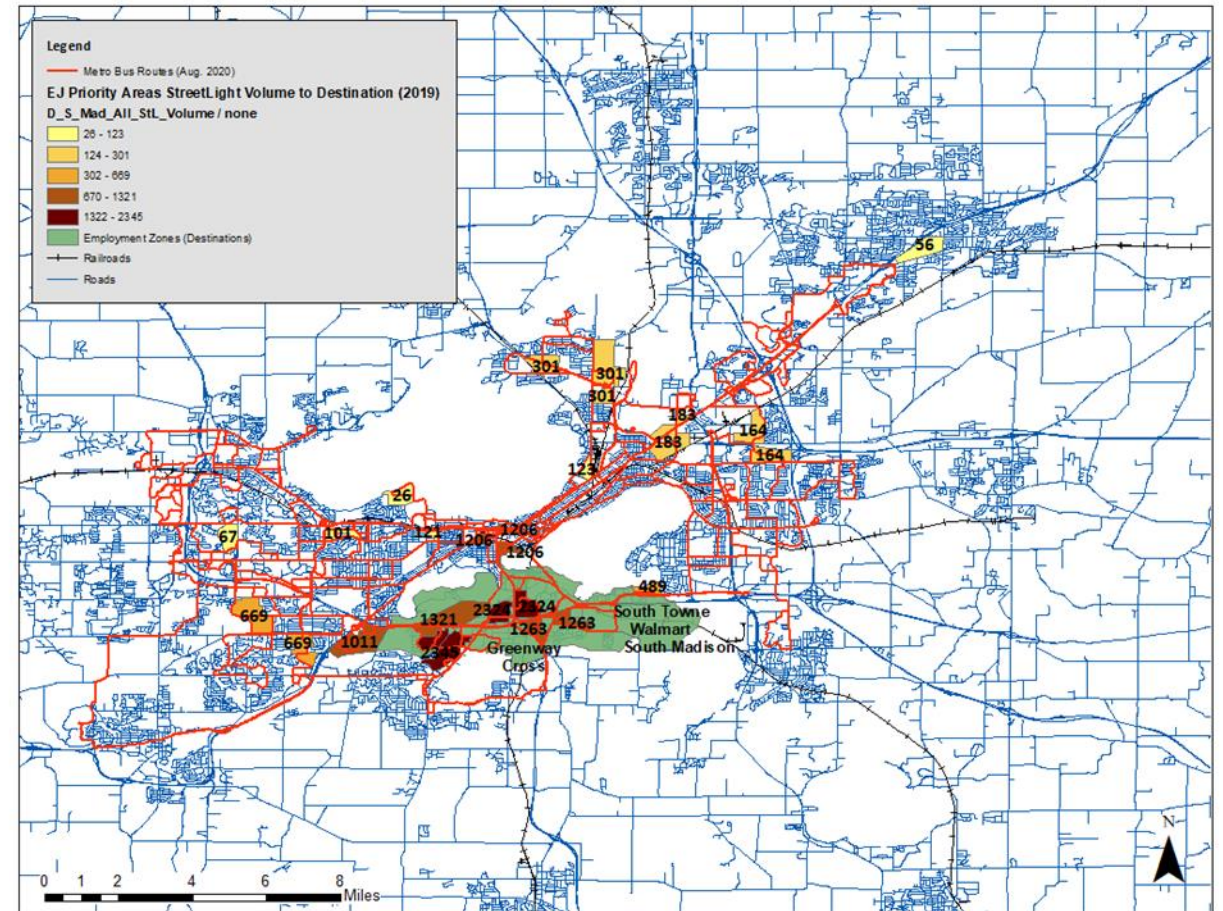 Legend
Metro Bus Routes (Aug. 2020)
EJ Priority Areas StreetLight Volume to Destination (2019)
D_S_Mad_All_StL_Volume / none
26 - 123
124 - 301
302 - 669
670 - 1321
1322 - 2345
Employment Zones (Destinations)
Railroads
Roads
56
301
301
301
183
183
164
164
123
26
67
101
121
1206
1206
1206
489
669
1321
2324
2324
1263
1263
South Towne
Walmart
South Madison
669
1011
2345
Greenway
Cross
N
0 1 2 4 6 8
Miles